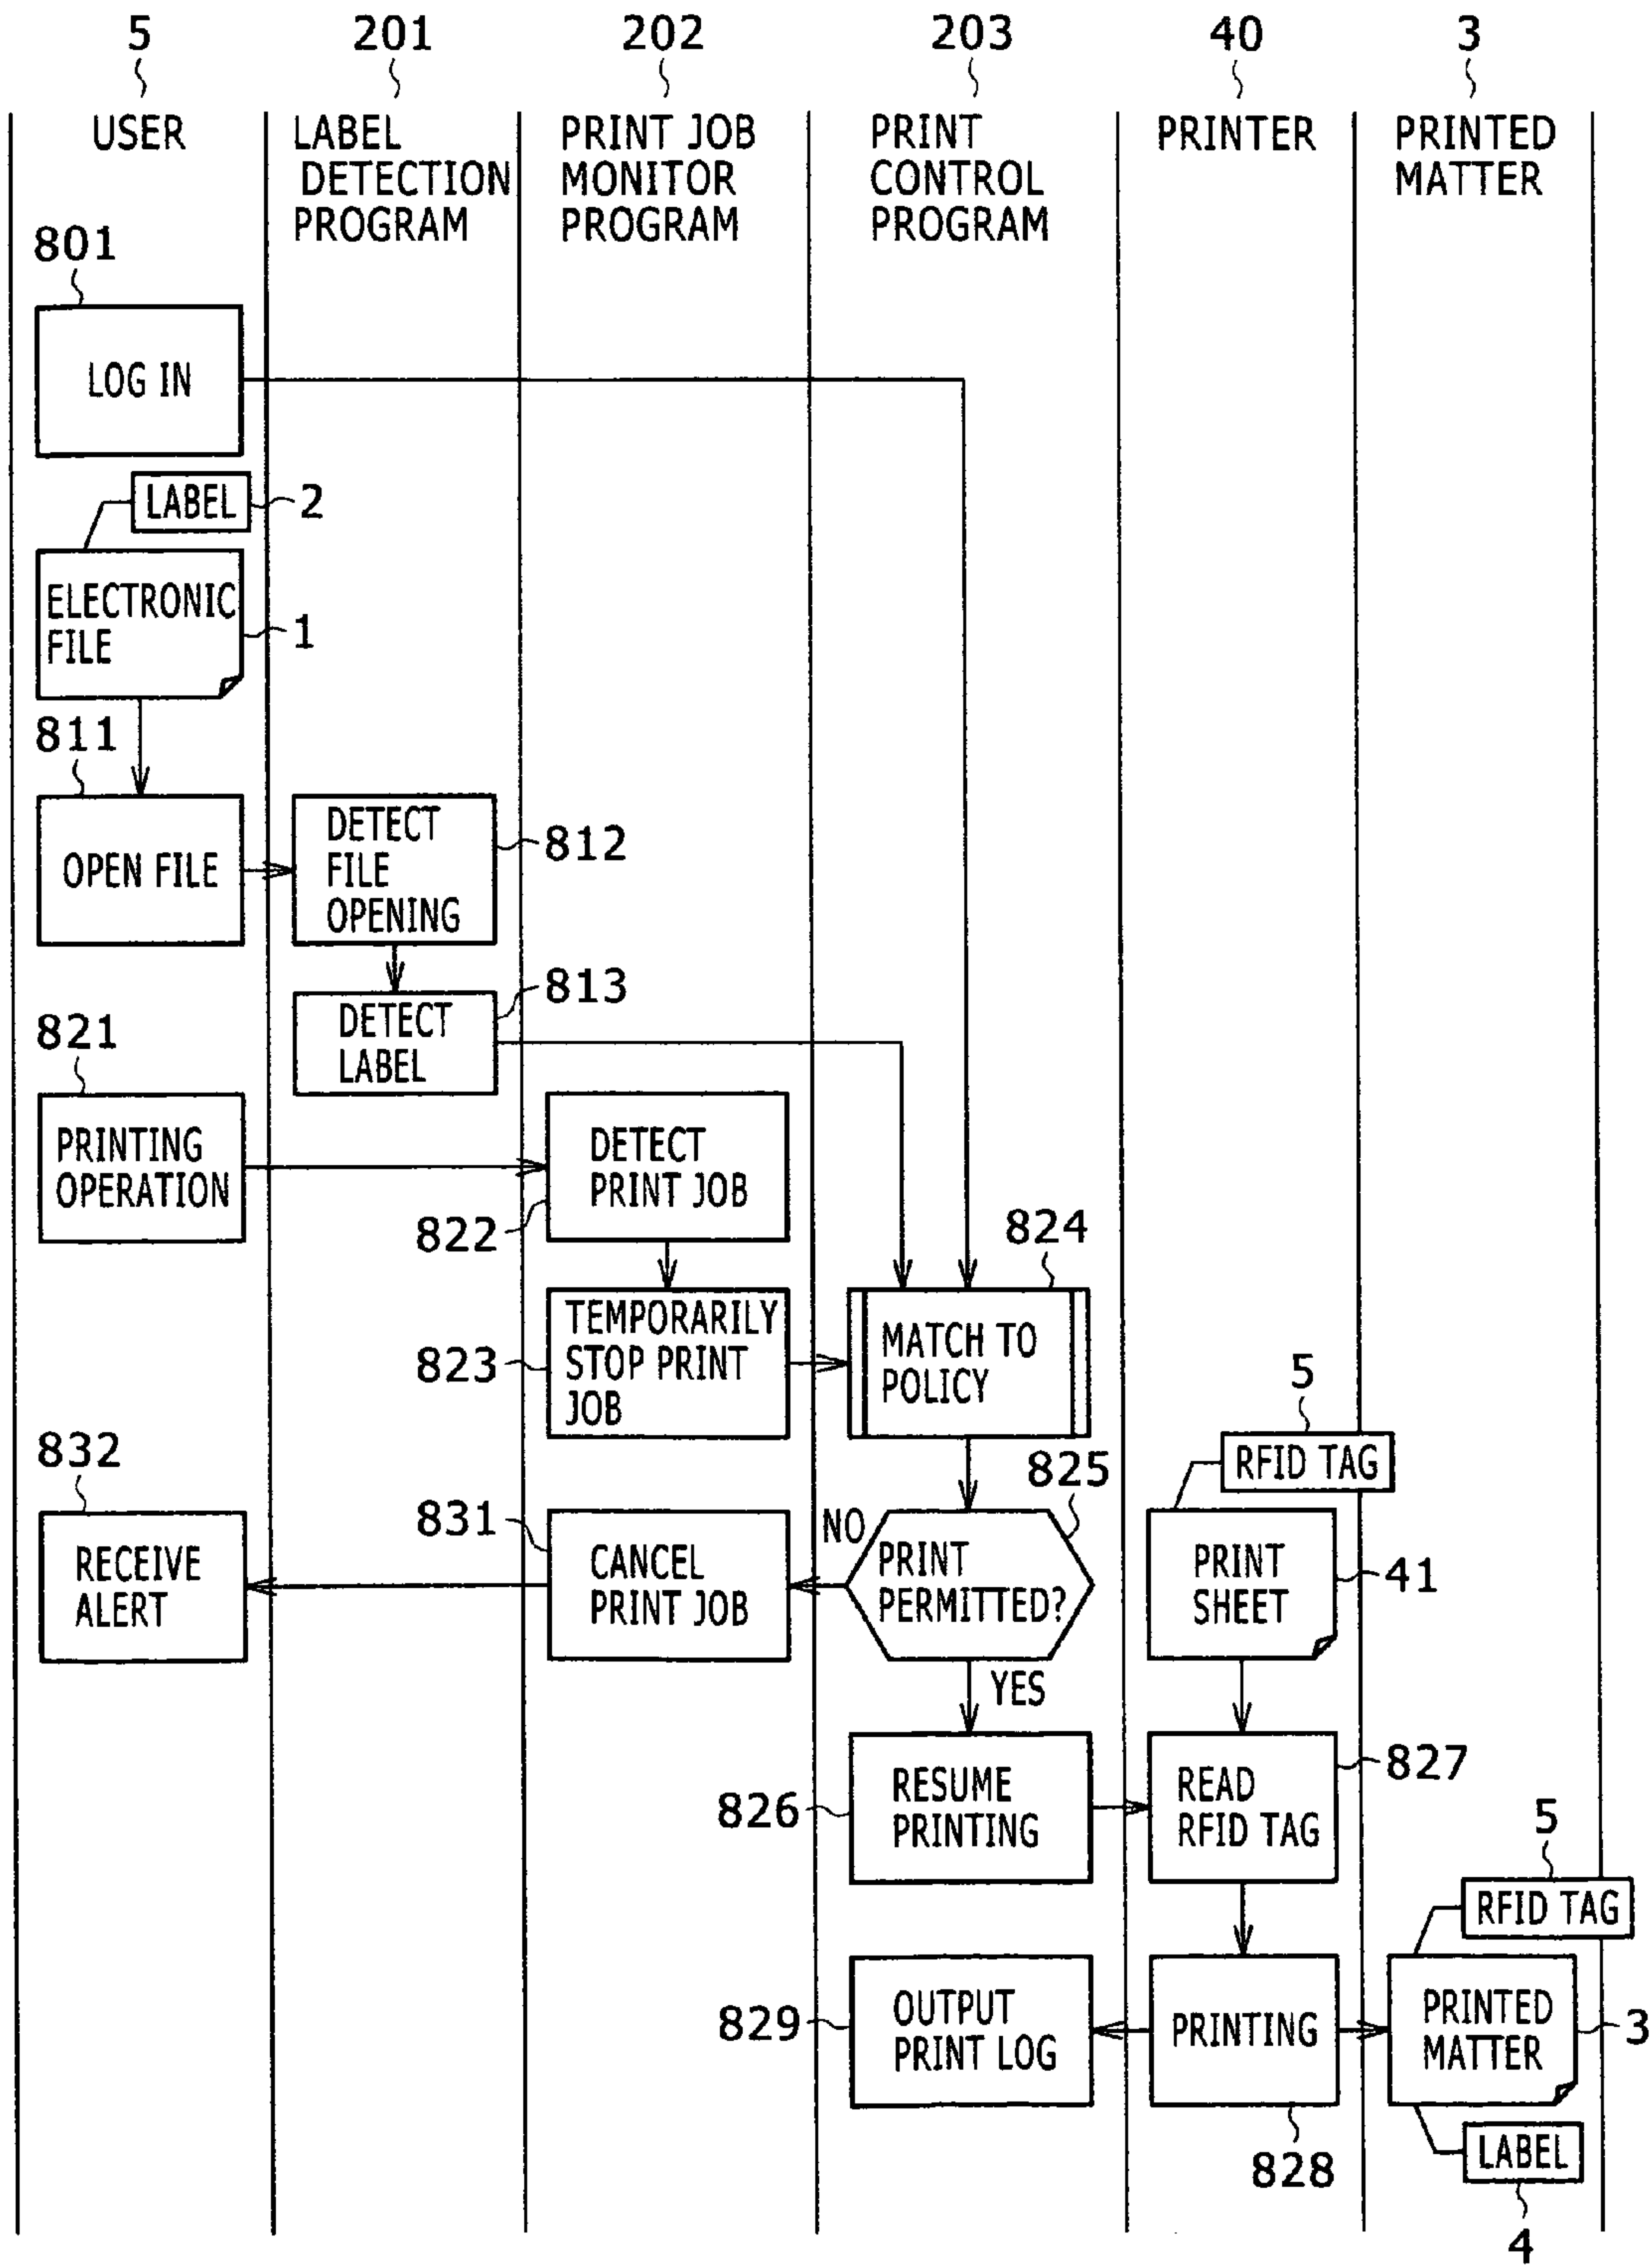 5
201
202
203
40
3
USER
LABEL
DETECTION
PROGRAM
PRINT JOB
MONITOR
PROGRAM
PRINT
CONTROL
PROGRAM
PRINTER
PRINTED
MATTER
801
LOG IN
LABEL
2
ELECTRONIC
FILE
1
811
OPEN FILE
DETECT
FILE
OPENING
812
DETECT
LABEL
813
821
PRINTING
OPERATION
DETECT
PRINT JOB
822
TEMPORARILY
STOP PRINT
JOB
823
824
MATCH TO
POLICY
5
RFID TAG
832
RECEIVE
ALERT
831
CANCEL
PRINT JOB
NO
825
PRINT
PERMITTED?
YES
PRINT
SHEET
41
826
RESUME
PRINTING
READ
RFID TAG
827
5
RFID TAG
829
OUTPUT
PRINT LOG
PRINTING
828
PRINTED
MATTER
3
LABEL
4